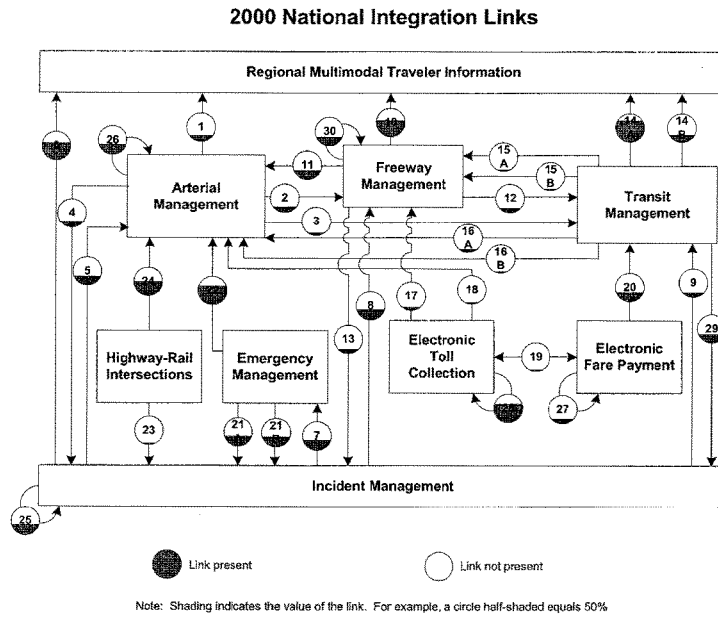 2000 National Integration Links
Regional Multimodal Traveler Information
26
1
30
10
14
14
B
15
A
11
15
B
Arterial
Management
Freeway
Management
Transit
Management
4
2
12
3
16
A
5
16
B
24
22
8
17
18
20
9
13
29
Highway-Rail
Intersections
Emergency
Management
Electronic
Toll
Collection
19
Electronic
Fare Payment
23
21
21
7
27
Incident Management
25
Link present
Link not present
Note: Shading indicates the value of the link. For example, a circle half-shaded equals 50%